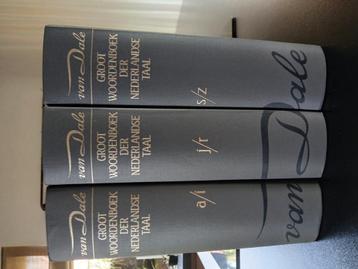 van Dale
GROOT
WOORDENBOEK
DER
NEDERLANDSE
TAAL
s/z
van Dale
GROOT
WOORDENBOEK
DER
NEDERLANDSE
TAAL
j/r
van Dale
GROOT
WOORDENBOEK
DER
NEDERLANDSE
TAAL
a/i
van Dale